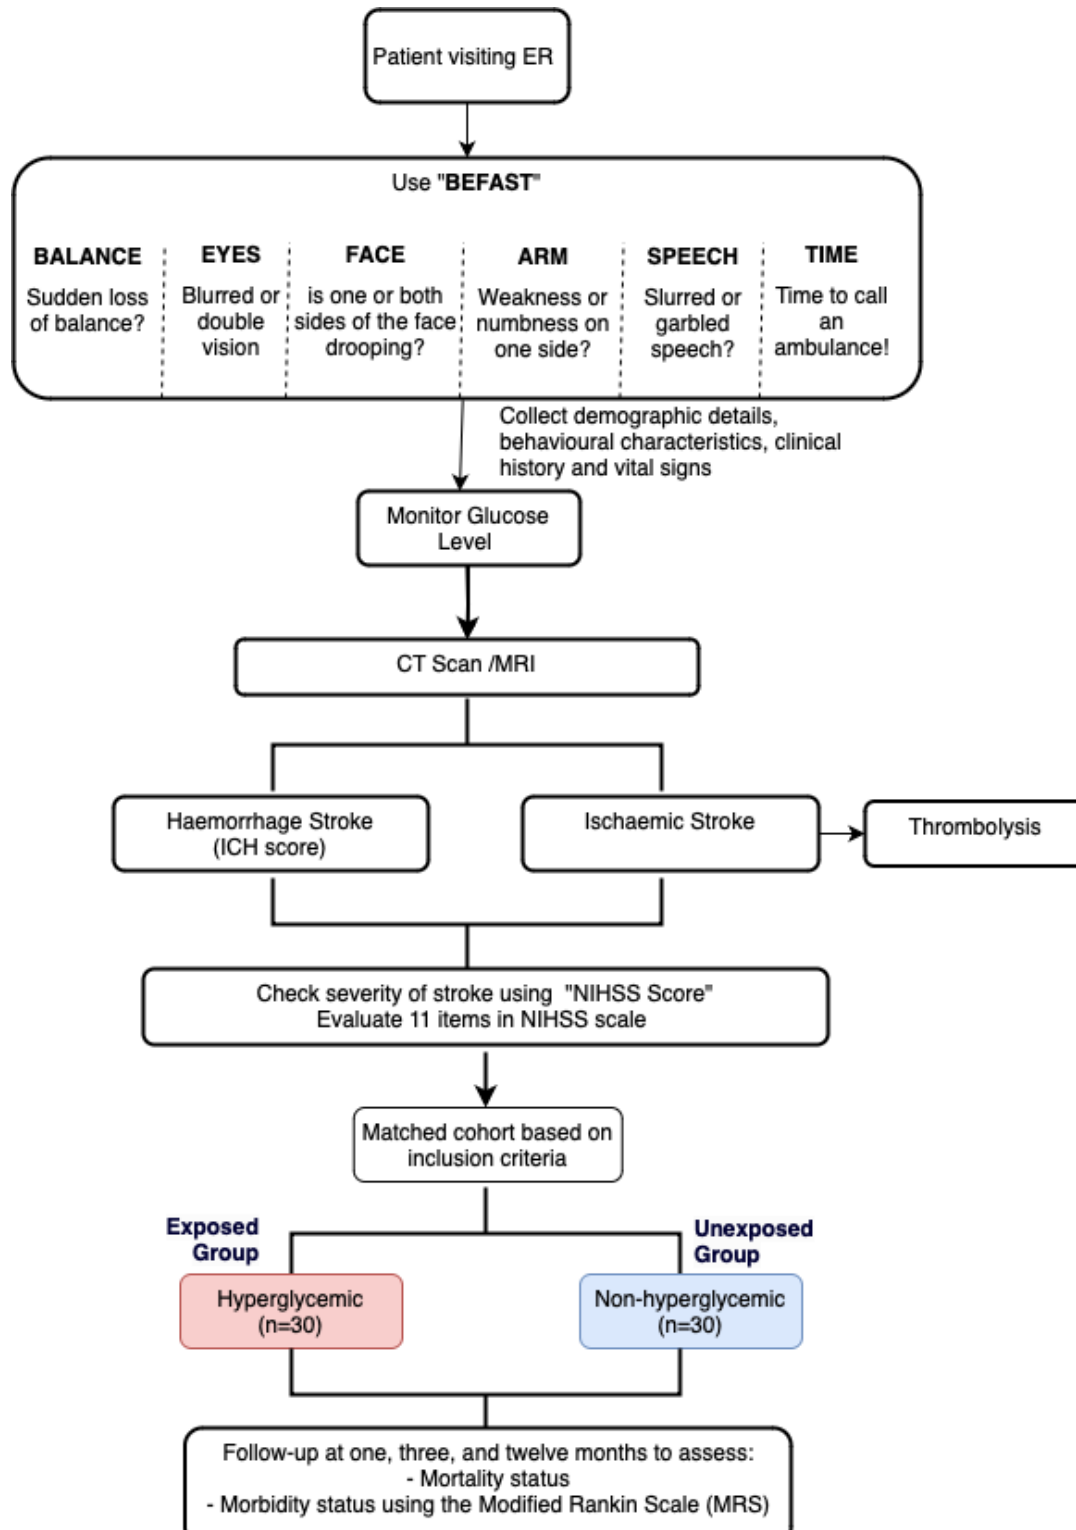 Patient visiting ER
Use "BEFAST"
BALANCE
Sudden loss
of balance?
EYES
Blurred or
double
vision
FACE
is one or both
sides of the face
drooping?
ARM
Weakness or
numbness on
one side?
SPEECH
Slurred or
garbled
speech?
TIME
Time to call
an
ambulance!
Collect demographic details,
behavioural characteristics, clinical
history and vital signs
Monitor Glucose
Level
CT Scan /MRI
Haemorrhage Stroke
(ICH score)
Ischaemic Stroke
Thrombolysis
Check severity of stroke using "NIHSS Score"
Evaluate 11 items in NIHSS scale
Matched cohort based on
inclusion criteria
Exposed
Group
Unexposed
Group
Hyperglycemic
(n=30)
Non-hyperglycemic
(n=30)
Follow-up at one, three, and twelve months to assess:
- Mortality status
- Morbidity status using the Modified Rankin Scale (MRS)